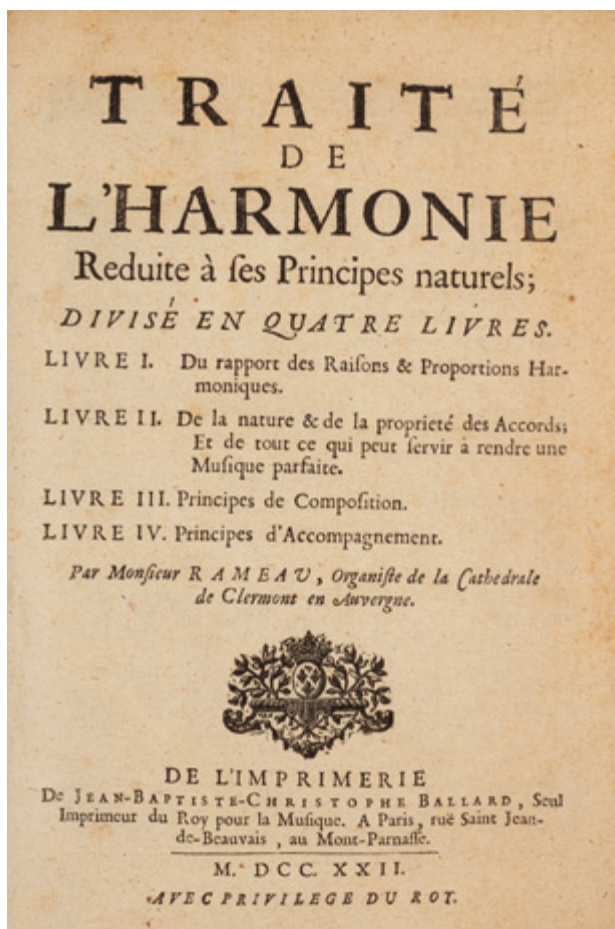 TRAITÉ
DE
L'HARMONIE
Reduite à ſes Principes naturels;
DIVISÉ EN QUATRE LIVRES.
LIVRE I. Du rapport des Raiſons & Proportions Har-
moniques.
LIVRE II. De la nature & de la proprieté des Accords;
Et de tout ce qui peut ſervir à rendre une
Muſique parfaite.
LIVRE III. Principes de Compoſition.
LIVRE IV. Principes d'Accompagnement.
Par Monſieur RAMEAU, Organiſte de la Cathedrale
de Clermont en Auvergne.
DE L'IMPRIMERIE
De JEAN-BAPTISTE-CHRISTOPHE BALLARD, Seul
Imprimeur du Roy pour la Muſique. A Paris, ruë Saint Jean-
de-Beauvais, au Mont-Parnaſſe.
M. DCC. XXII.
AVEC PRIVILEGE DU ROY.